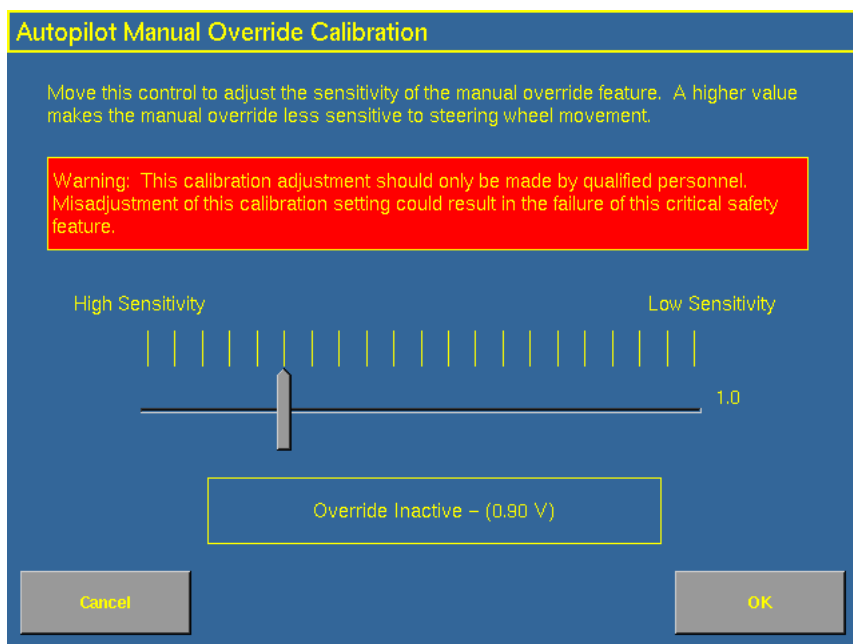 Autopilot Manual Override Calibration
Move this control to adjust the sensitivity of the manual override feature.  A higher value
makes the manual override less sensitive to steering wheel movement.
Warning:  This calibration adjustment should only be made by qualified personnel.
Misadjustment of this calibration setting could result in the failure of this critical safety
feature.
High Sensitivity
Low Sensitivity
1.0
Override Inactive – (0.90 V)
Cancel
OK